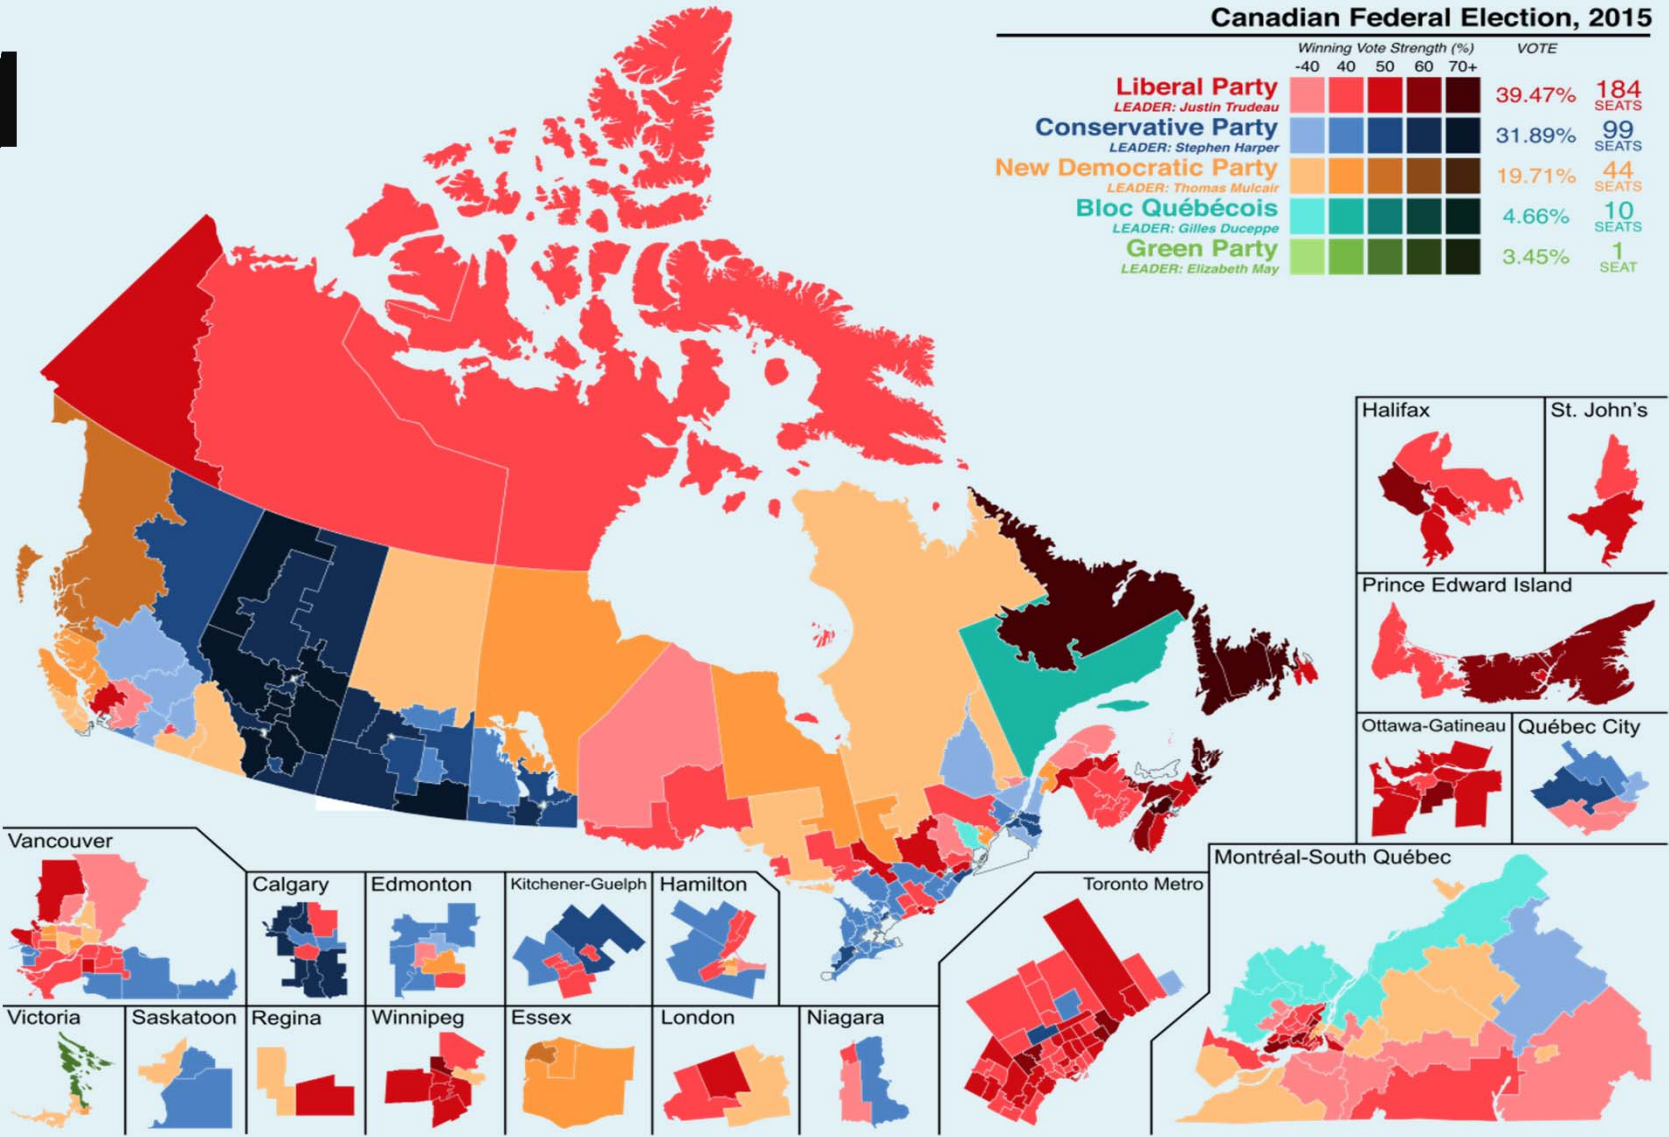 Canadian Federal Election, 2015
Winning Vote Strength (%) VOTE
-40 40 50 60 70+
Liberal Party 39.47% 184
LEADER: Justin Trudeau SEATS
Conservative Party 31.89% 99
LEADER: Stephen Harper SEATS
New Democratic Party 19.71% 44
LEADER: Thomas Mulcair SEATS
Bloc Québécois 4.66% 10
LEADER: Gilles Duceppe SEATS
Green Party 3.45% 1
LEADER: Elizabeth May SEAT
Halifax St. John's
Prince Edward Island
Ottawa-Gatineau Québec City
Vancouver
Montréal-South Québec
Calgary Edmonton Kitchener-Guelph Hamilton Toronto Metro
Victoria Saskatoon Regina Winnipeg Essex London Niagara